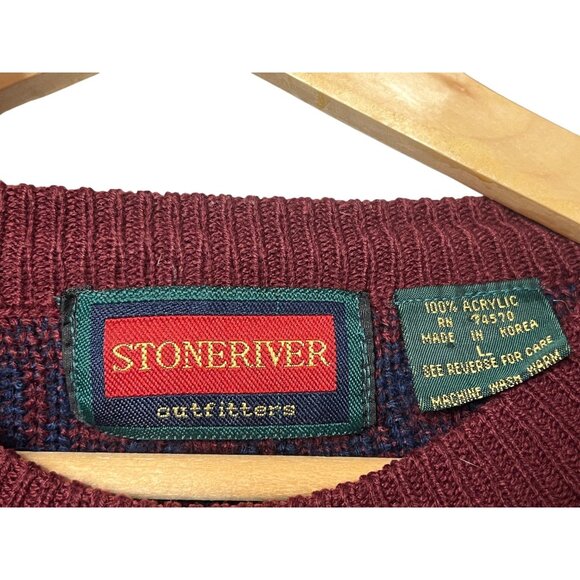 STONERIVER
outfitters
100% ACRYLIC
RN 74570
MADE IN KOREA
L
SEE REVERSE FOR CARE
MACHINE WASH WARM